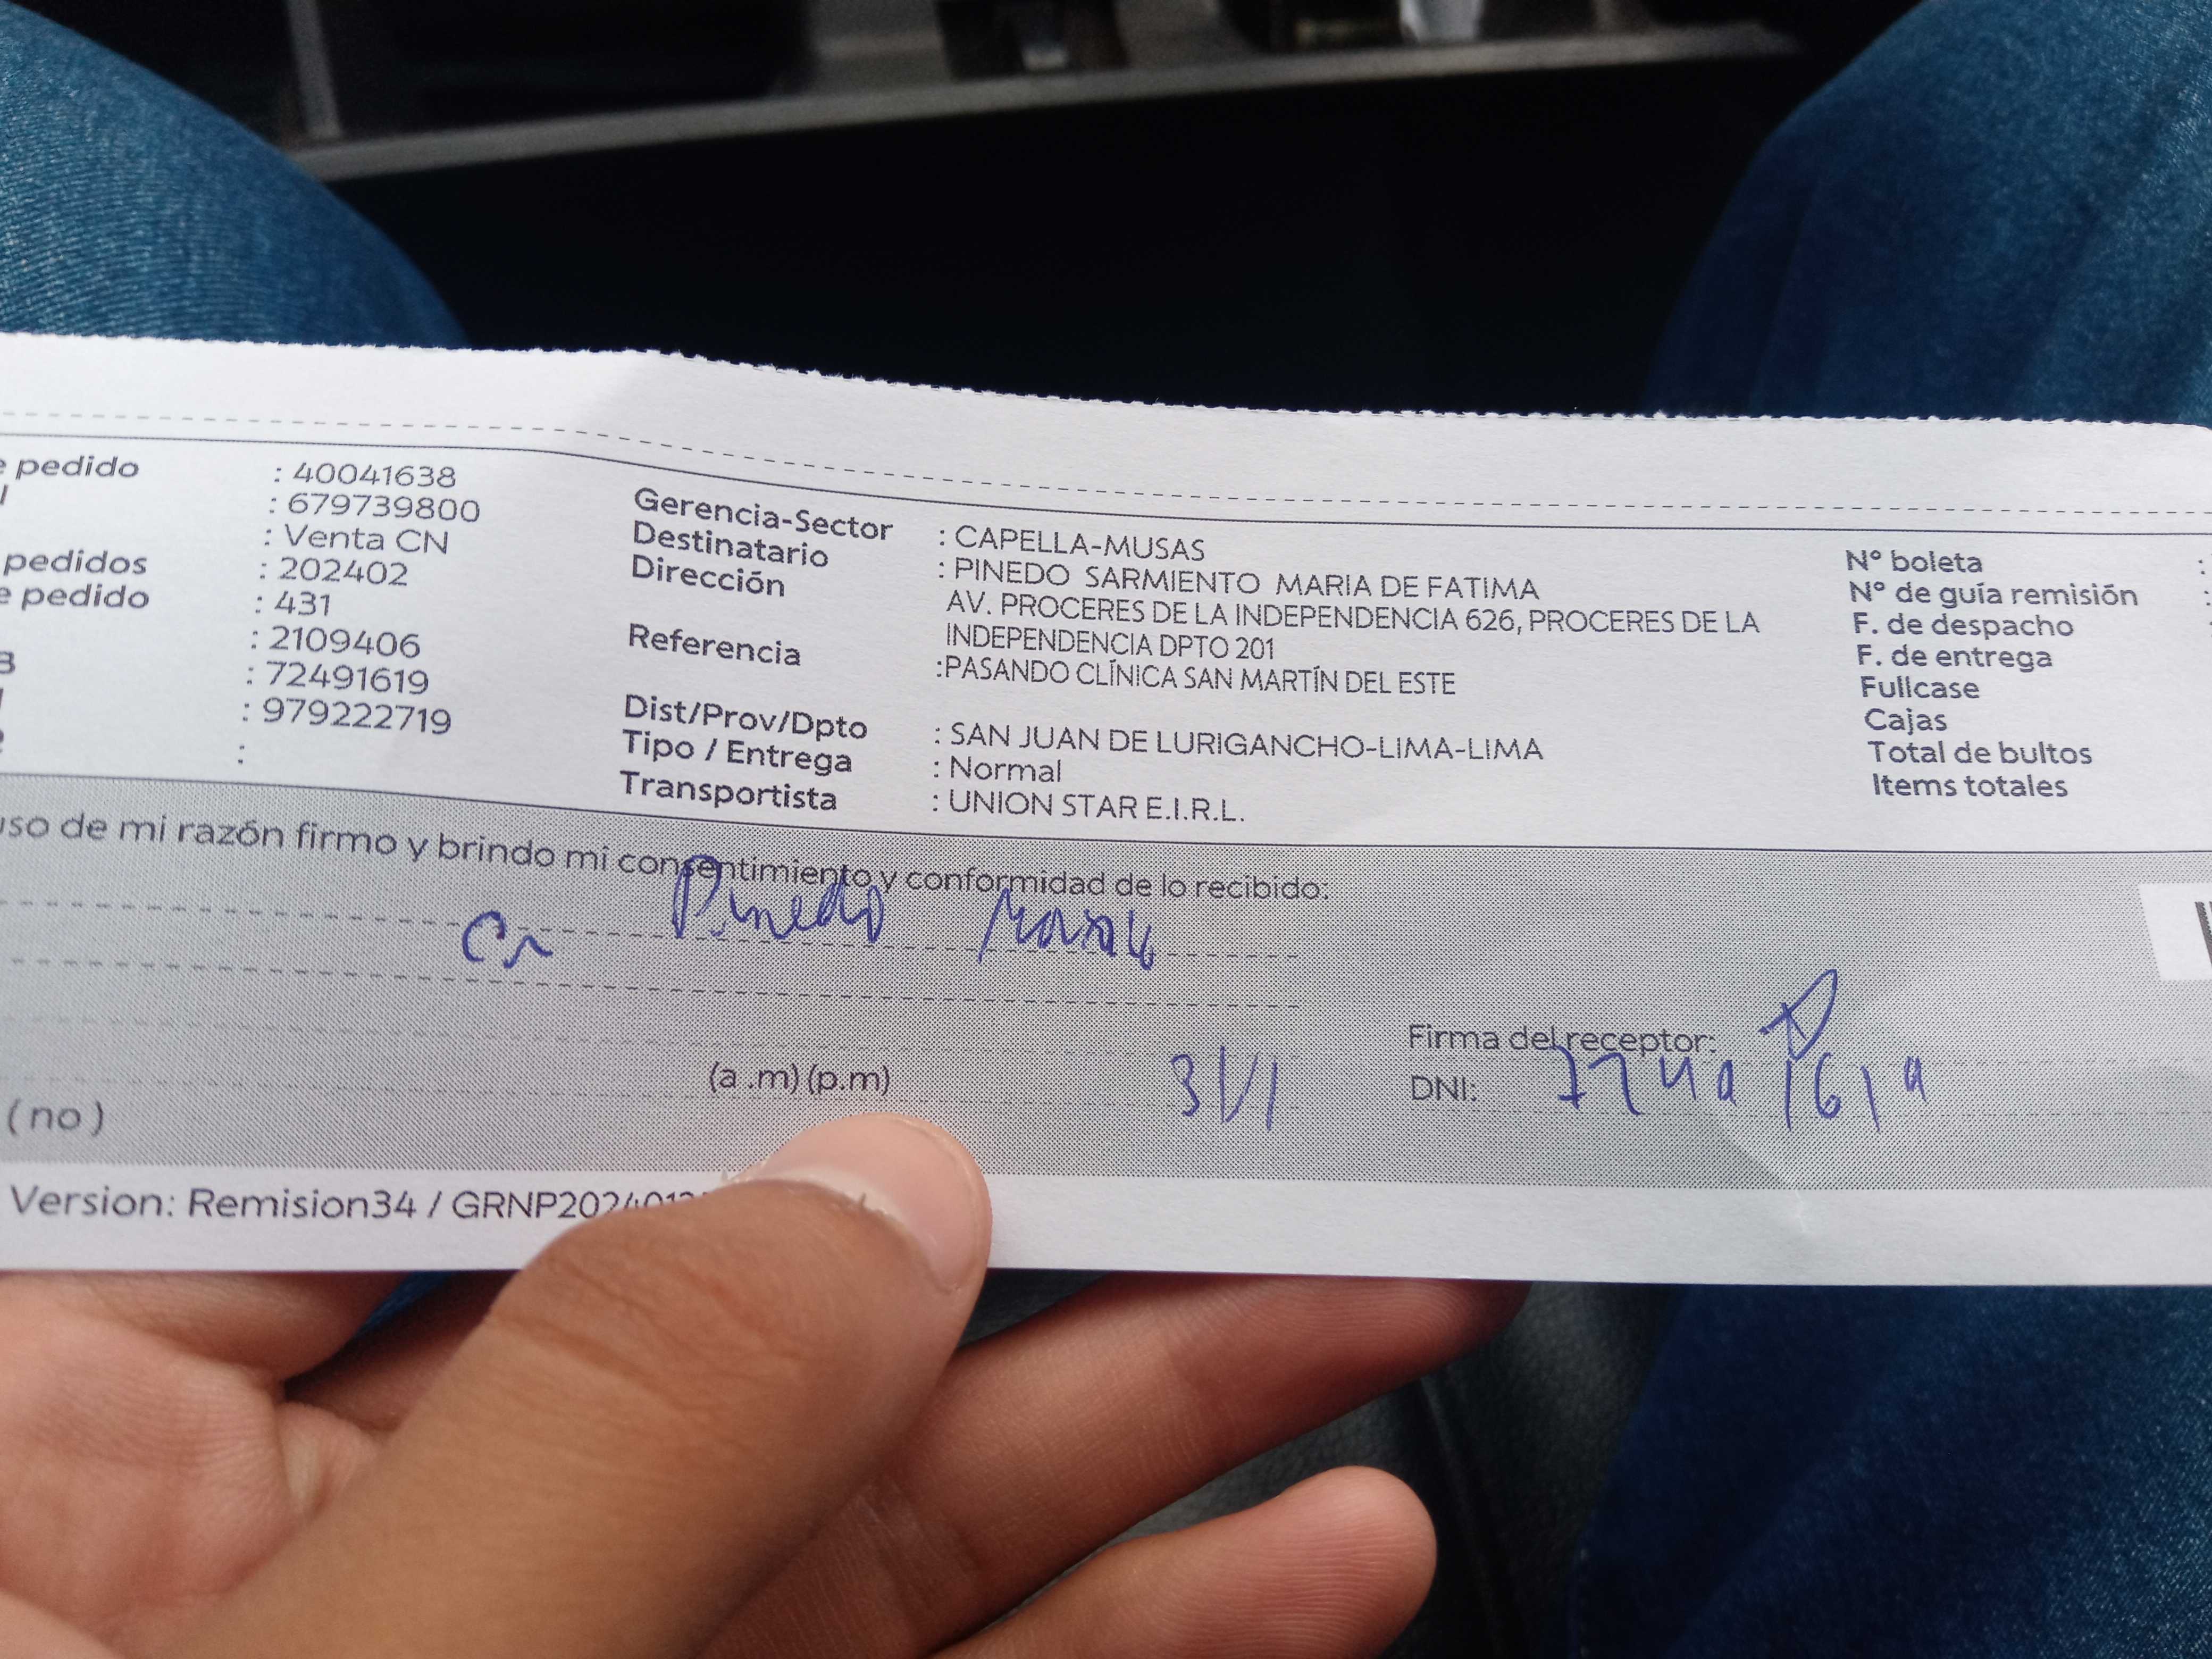 e pedido : 40041638
: 679739800
: Venta CN
pedidos : 202402
e pedido : 431
: 2109406
: 72491619
: 979222719
:
Gerencia-Sector : CAPELLA-MUSAS
Destinatario : PINEDO SARMIENTO MARIA DE FATIMA
Dirección AV. PROCERES DE LA INDEPENDENCIA 626, PROCERES DE LA
INDEPENDENCIA DPTO 201
Referencia :PASANDO CLÍNICA SAN MARTÍN DEL ESTE
Dist/Prov/Dpto : SAN JUAN DE LURIGANCHO-LIMA-LIMA
Tipo / Entrega : Normal
Transportista : UNION STAR E.I.R.L.
Nº boleta :
Nº de guía remisión :
F. de despacho
F. de entrega
Fullcase
Cajas
Total de bultos
Items totales
uso de mi razón firmo y brindo mi consentimiento y conformidad de lo recibido:
Pinedo
Firma del receptor:
(a .m) (p.m) 31/1 DNI:
( no )
Version: Remision34 / GRNP202401